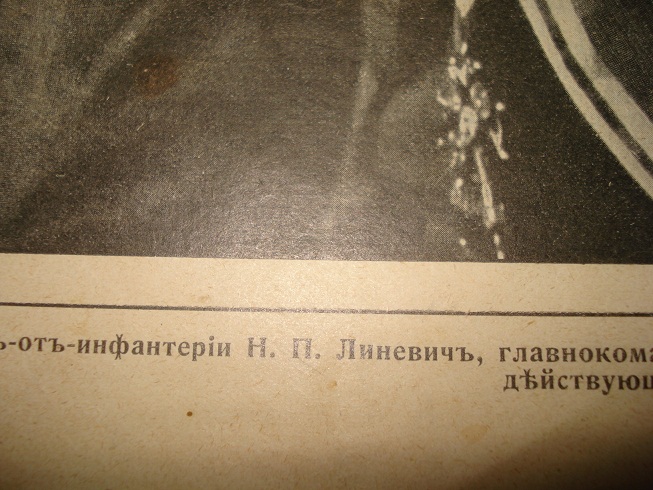 ъ-отъ-инфантеріи Н. П. Линевичъ, главнокома
дѣйствующ